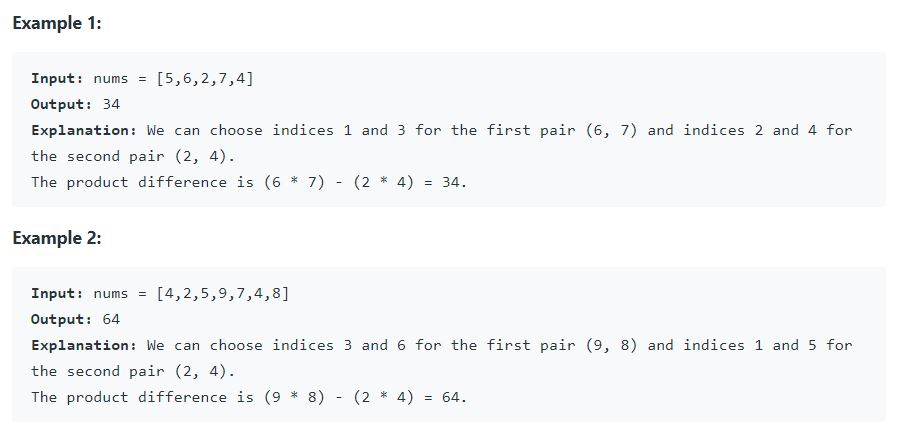 Example 1:
Input: nums = [5,6,2,7,4]
Output: 34
Explanation: We can choose indices 1 and 3 for the first pair (6, 7) and indices 2 and 4 for
the second pair (2, 4).
The product difference is (6 * 7) - (2 * 4) = 34.
Example 2:
Input: nums = [4,2,5,9,7,4,8]
Output: 64
Explanation: We can choose indices 3 and 6 for the first pair (9, 8) and indices 1 and 5 for
the second pair (2, 4).
The product difference is (9 * 8) - (2 * 4) = 64.